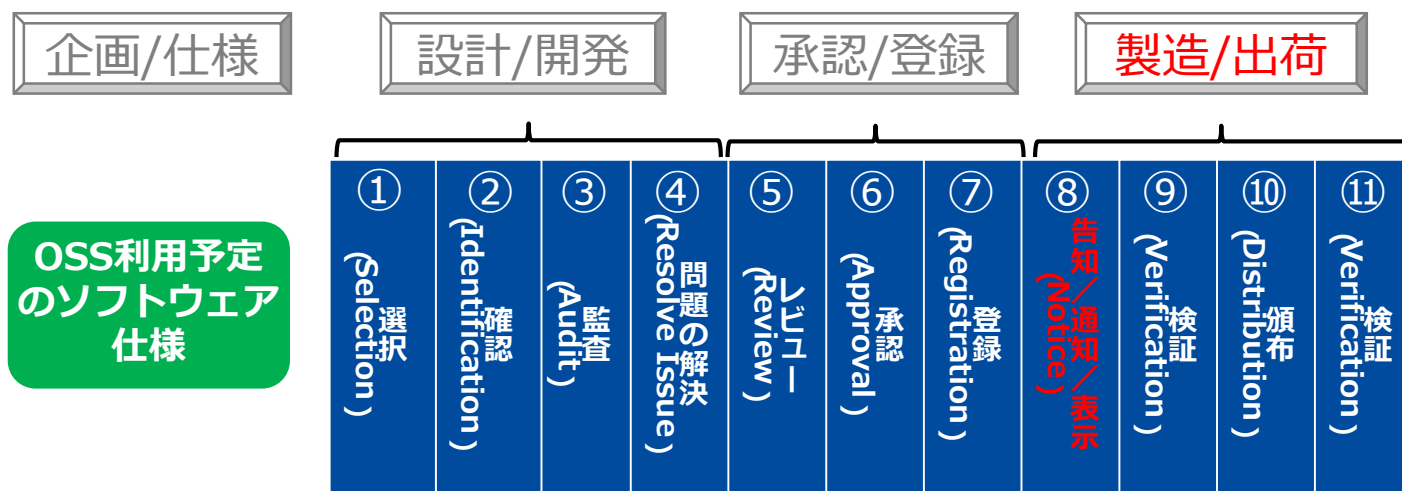 企画/仕様
設計/開発
承認/登録
製造/出荷
OSS利用予定
のソフトウェア
仕様
①
選択
(Selection)
②
確認
(Identification)
③
監査
(Audit)
④
問題の解決
(Resolve Issue)
⑤
レビュー
(Review)
⑥
承認
(Approval)
⑦
登録
(Registration)
⑧
告知/通知/表示
(Notice)
⑨
検証
(Verification)
⑩
頒布
(Distribution)
⑪
検証
(Verification)